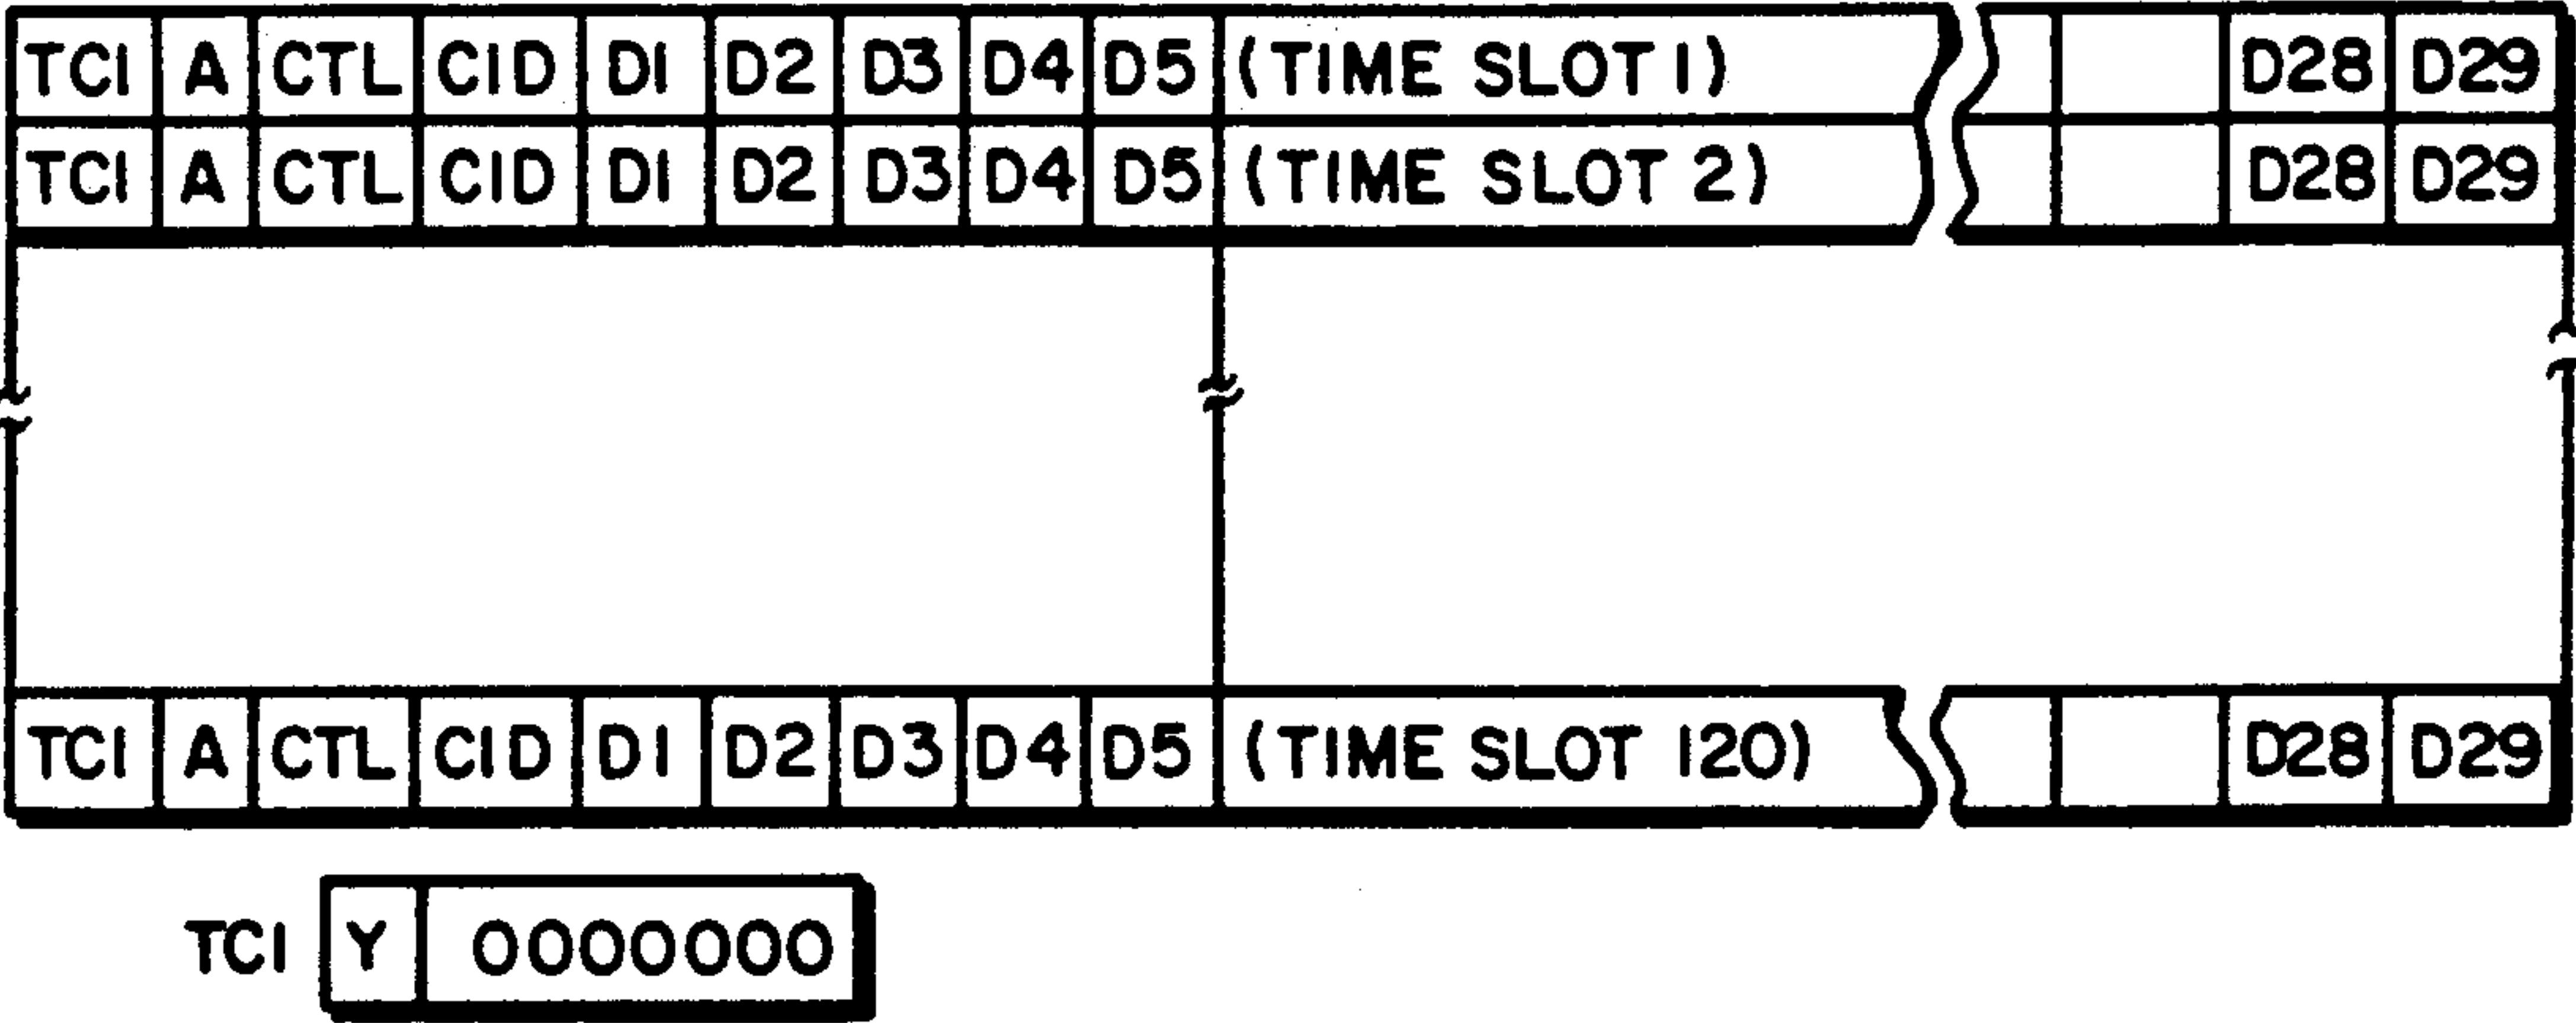 TCI A CTL CID D1 D2 D3 D4 D5 (TIME SLOT 1) D28 D29
TCI A CTL CID D1 D2 D3 D4 D5 (TIME SLOT 2) D28 D29
TCI A CTL CID D1 D2 D3 D4 D5 (TIME SLOT 120) D28 D29
TCI Y 0000000